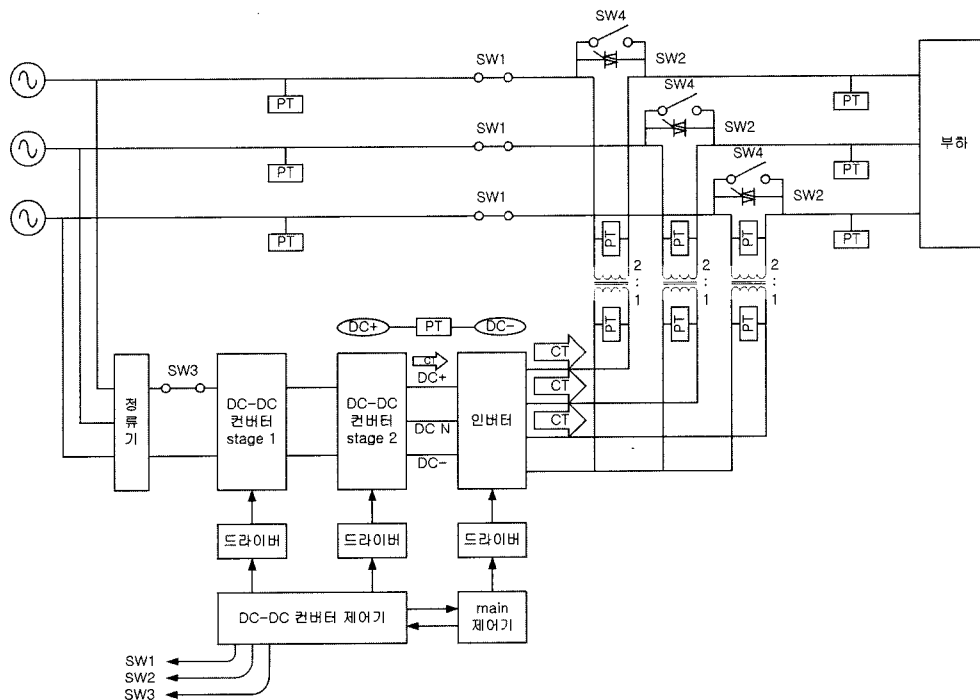 SW4
SW1
SW2
PT
PT
SW4
SW1
SW2
PT
PT
SW4
SW1
SW2
PT
PT
부하
PT
PT
PT
2:1
2:1
2:1
PT
PT
PT
DC+
PT
DC-
CT
DC+
CT
CT
CT
정류기
SW3
DC-DC
컨버터
stage 1
DC-DC
컨버터
stage 2
DC N
DC-
인버터
드라이버
드라이버
드라이버
DC-DC 컨버터 제어기
main
제어기
SW1
SW2
SW3